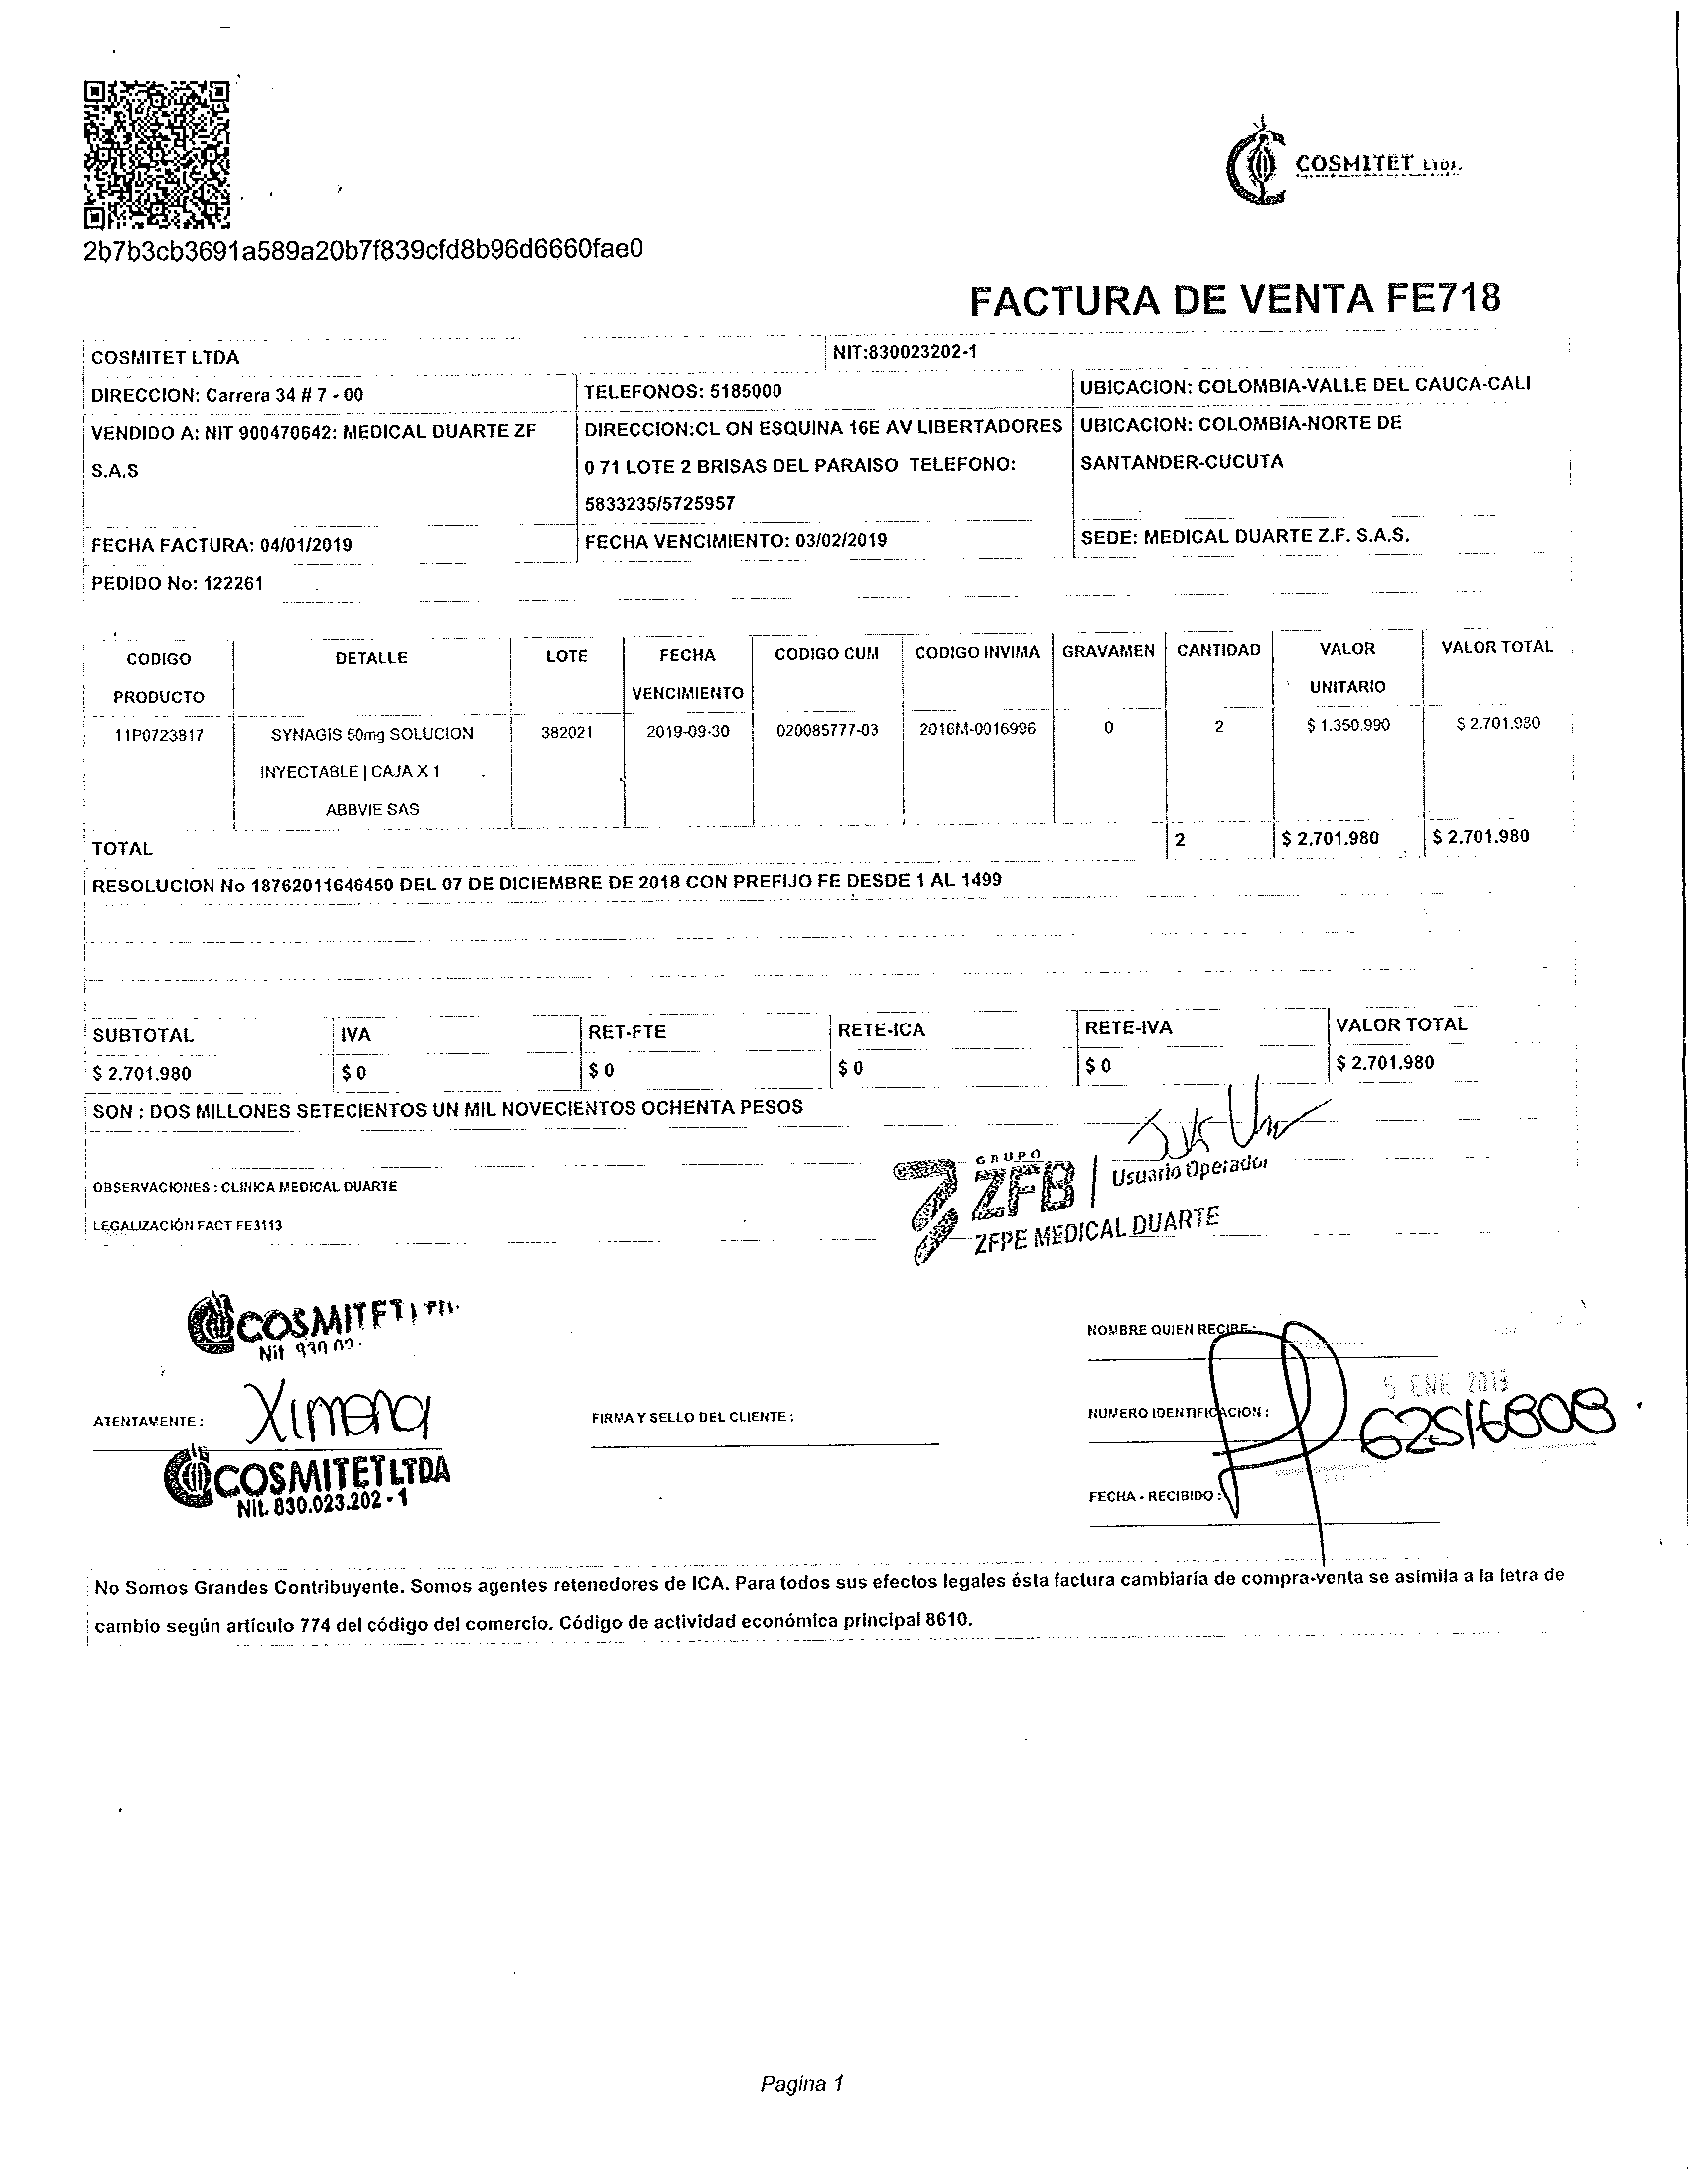 COSMITET LTDA.
2b7b3cb3691a589a20b7f839cfd8b96d6660fae0
FACTURA DE VENTA FE718
COSMITET LTDA NIT:830023202-1
DIRECCION: Carrera 34 # 7 - 00 TELEFONOS: 5185000 UBICACION: COLOMBIA-VALLE DEL CAUCA-CALI
VENDIDO A: NIT 900470642: MEDICAL DUARTE ZF DIRECCION:CL ON ESQUINA 16E AV LIBERTADORES UBICACION: COLOMBIA-NORTE DE
S.A.S 0 71 LOTE 2 BRISAS DEL PARAISO TELEFONO: SANTANDER-CUCUTA
5833235/5725957
FECHA FACTURA: 04/01/2019 FECHA VENCIMIENTO: 03/02/2019 SEDE: MEDICAL DUARTE Z.F. S.A.S.
PEDIDO No: 122261
CODIGO DETALLE LOTE FECHA CODIGO CUM CODIGO INVIMA GRAVAMEN CANTIDAD VALOR VALOR TOTAL
PRODUCTO VENCIMIENTO UNITARIO
11P0723817 SYNAGIS 50mg SOLUCION 382021 2019-09-30 020085777-03 2016M-0016996 0 2 $ 1.350.990 $ 2.701.980
INYECTABLE | CAJA X 1
ABBVIE SAS
TOTAL 2 $ 2.701.980 $ 2.701.980
RESOLUCION No 18762011646450 DEL 07 DE DICIEMBRE DE 2018 CON PREFIJO FE DESDE 1 AL 1499
SUBTOTAL IVA RET-FTE RETE-ICA RETE-IVA VALOR TOTAL
$ 2.701.980 $ 0 $ 0 $ 0 $ 0 $ 2.701.980
SON : DOS MILLONES SETECIENTOS UN MIL NOVECIENTOS OCHENTA PESOS
GRUPO
ZFB | Usuario Operador
ZFPE MEDICAL DUARTE
OBSERVACIONES : CLINICA MEDICAL DUARTE
LEGALIZACIÓN FACT FE3113
COSMITET
Nit
NOMBRE QUIEN RECIBE:
5 ENE 2019
ATENTAMENTE : Ximena FIRMA Y SELLO DEL CLIENTE : NUMERO IDENTIFICACION :
COSMITET LTDA
Nit. 830.023.202 - 1
FECHA - RECIBIDO :
No Somos Grandes Contribuyente. Somos agentes retenedores de ICA. Para todos sus efectos legales ésta factura cambiaría de compra-venta se asimila a la letra de
cambio según artículo 774 del código del comercio. Código de actividad económica principal 8610.
Pagina 1